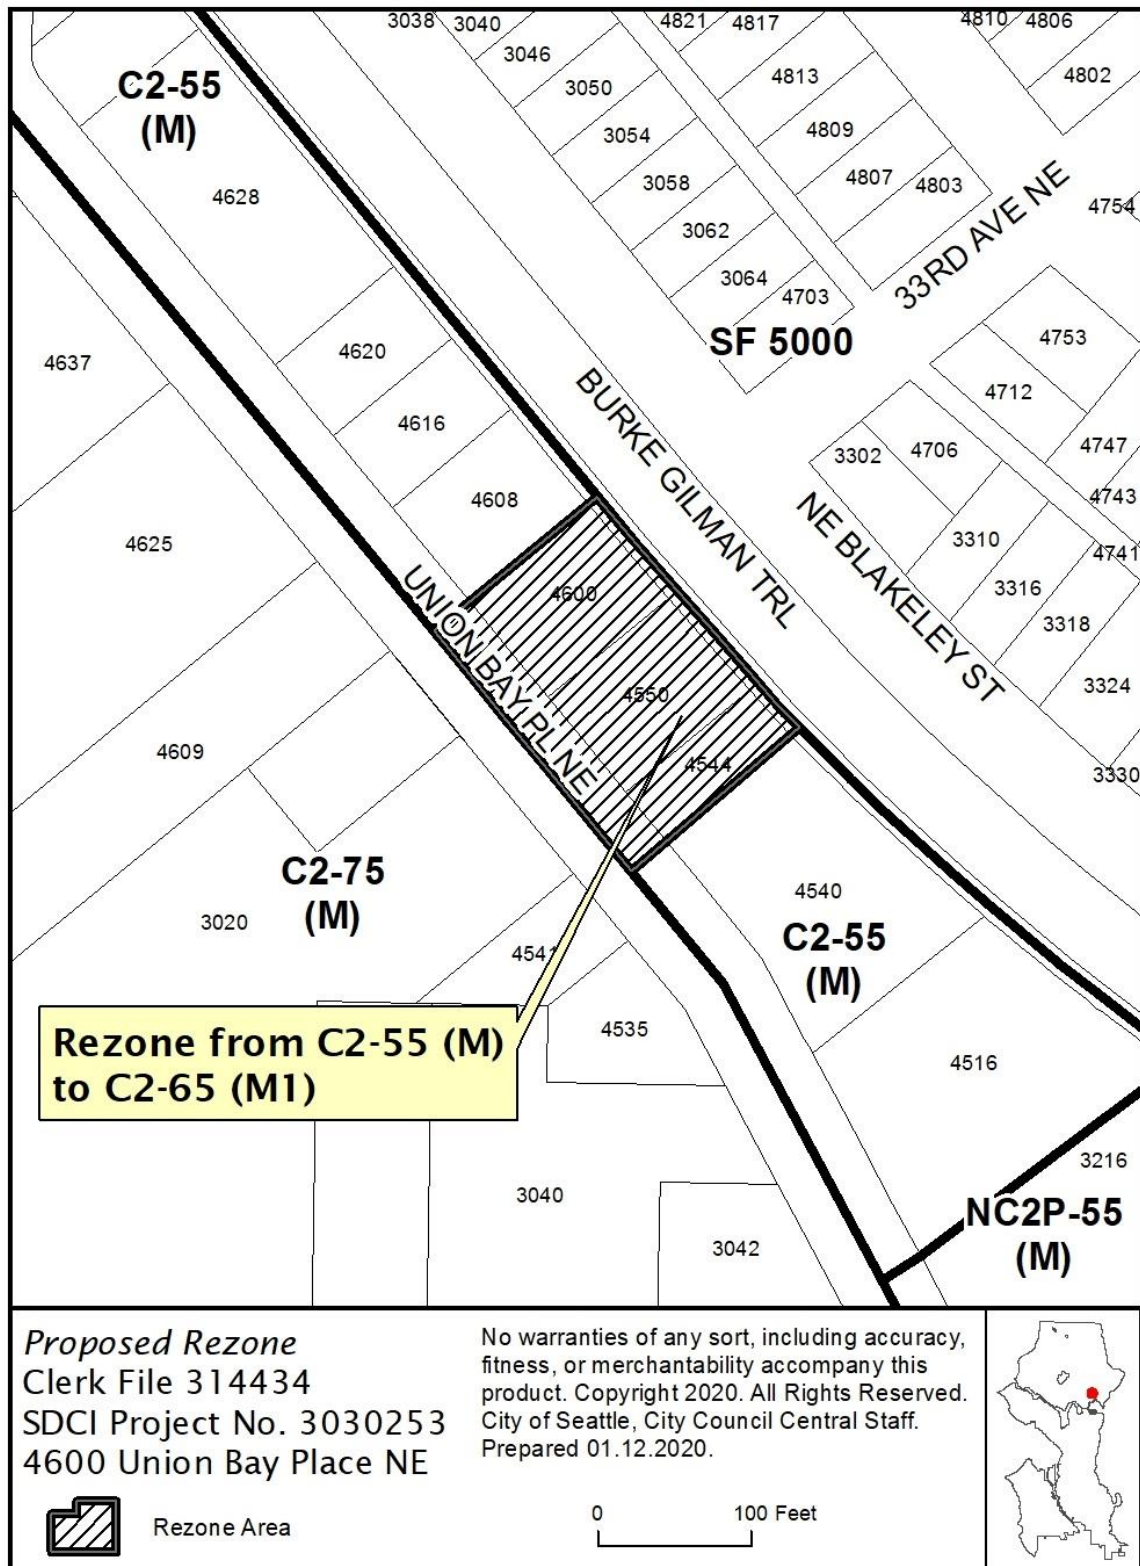 3038
3040
4821
4817
4810
4806
3046
C2-55
(M)
3050
4813
4802
3054
4809
3058
4807
4803
4628
3062
4754
3064
4703
33RD AVE NE
SF 5000
4753
4637
4620
4712
BURKE GILMAN TRL
4616
3302
4706
4747
4608
4743
NE BLAKELEY ST
4625
3310
4741
4600
3316
UNION BAY PL NE
3318
4550
3324
4609
4544
3330
C2-75
(M)
4540
3020
C2-55
(M)
4541
Rezone from C2-55 (M)
to C2-65 (M1)
4535
4516
3216
3040
NC2P-55
(M)
3042
Proposed Rezone
Clerk File 314434
SDCI Project No. 3030253
4600 Union Bay Place NE
Rezone Area
No warranties of any sort, including accuracy,
fitness, or merchantability accompany this
product. Copyright 2020. All Rights Reserved.
City of Seattle, City Council Central Staff.
Prepared 01.12.2020.
0
100 Feet